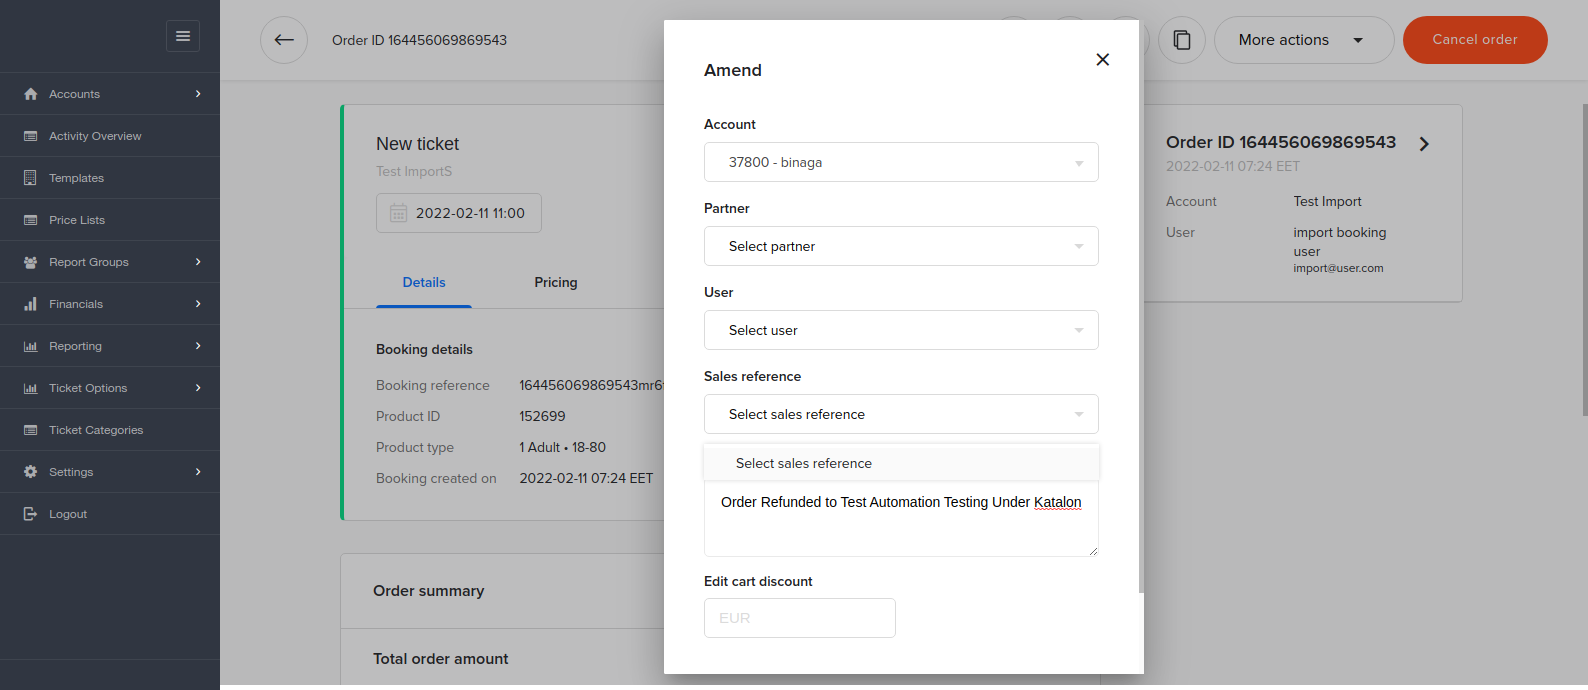 Accounts
Activity Overview
Templates
Price Lists
Report Groups
Financials
Reporting
Ticket Options
Ticket Categories
Settings
Logout
Order ID 164456069869543
More actions
Cancel order
New ticket
Test ImportS
2022-02-11 11:00
Details Pricing
Booking details
Booking reference 164456069869543mr6
Product ID 152699
Product type 1 Adult • 18-80
Booking created on 2022-02-11 07:24 EET
Order summary
Total order amount
Amend
Account
37800 - binaga
Partner
Select partner
User
Select user
Sales reference
Select sales reference
Select sales reference
Order Refunded to Test Automation Testing Under Katalon
Edit cart discount
EUR
Order ID 164456069869543
2022-02-11 07:24 EET
Account Test Import
User import booking
user
import@user.com